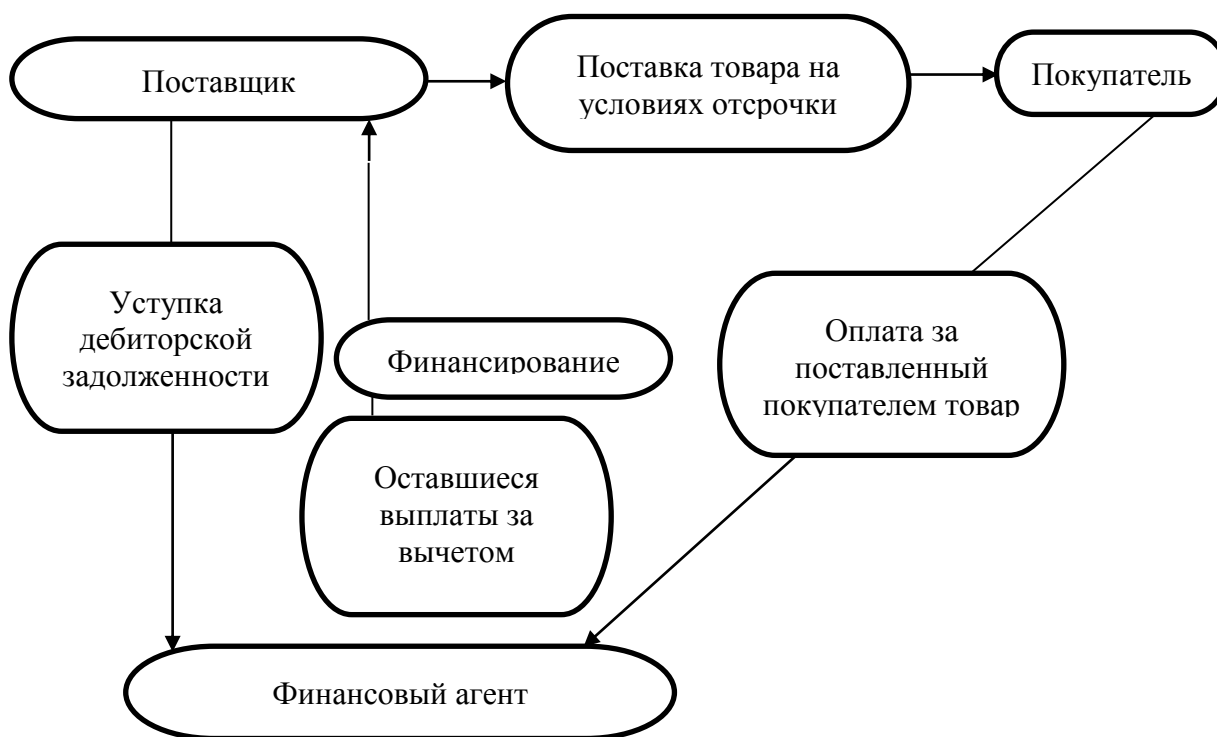 Поставщик
Поставка товара на
условиях отсрочки
Покупатель
Уступка
дебиторской
задолженности
Финансирование
Оплата за
поставленный
покупателем товар
Оставшиеся
выплаты за
вычетом
Финансовый агент